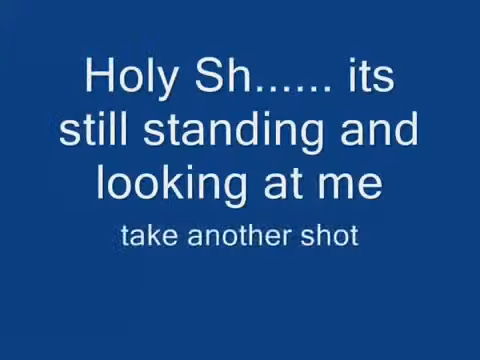 Holy Sh...... its
still standing and
looking at me
take another shot